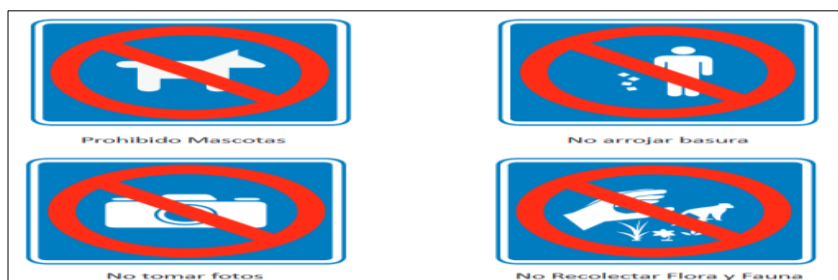 Prohibido Mascotas
No arrojar basura
No tomar fotos
No Recolectar Flora y Fauna